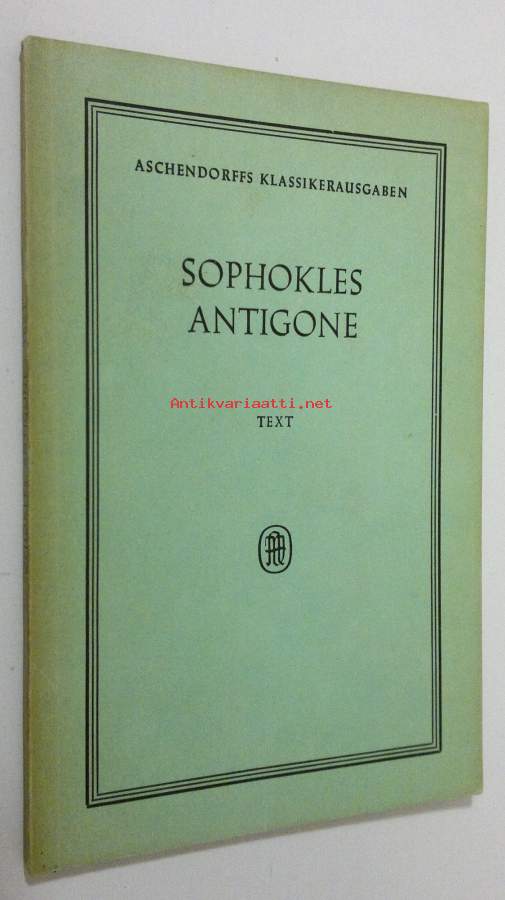 ASCHENDORFFS KLASSIKERAUSGABEN
SOPHOKLES
ANTIGONE
Antikvariaatti.net
TEXT